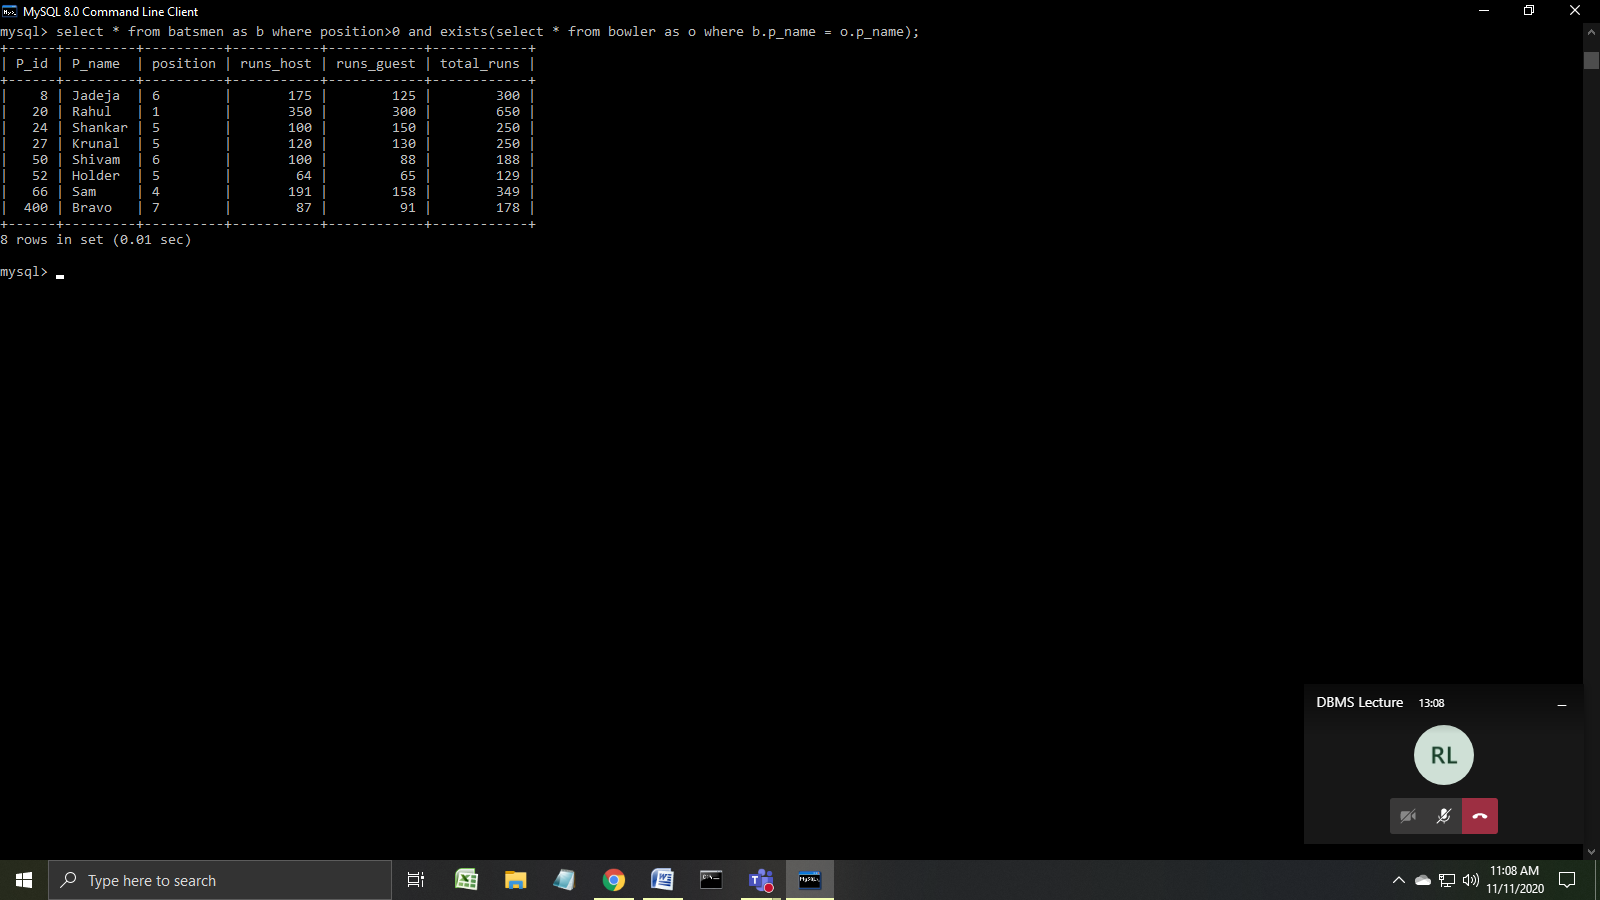 MySQL 8.0 Command Line Client
mysql> select * from batsmen as b where position>0 and exists(select * from bowler as o where b.p_name = o.p_name);
+------+---------+----------+-----------+------------+------------+
| P_id | P_name  | position | runs_host | runs_guest | total_runs |
+------+---------+----------+-----------+------------+------------+
|    8 | Jadeja  | 6        |       175 |        125 |        300 |
|   20 | Rahul   | 1        |       350 |        300 |        650 |
|   24 | Shankar | 5        |       100 |        150 |        250 |
|   27 | Krunal  | 5        |       120 |        130 |        250 |
|   50 | Shivam  | 6        |       100 |         88 |        188 |
|   52 | Holder  | 5        |        64 |         65 |        129 |
|   66 | Sam     | 4        |       191 |        158 |        349 |
|  400 | Bravo   | 7        |        87 |         91 |        178 |
+------+---------+----------+-----------+------------+------------+
8 rows in set (0.01 sec)
mysql>
DBMS Lecture 13:08
RL
Type here to search
11:08 AM
11/11/2020